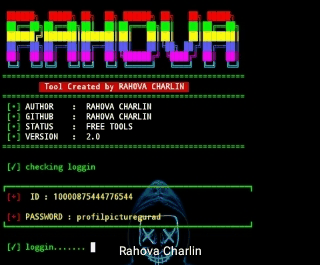 RAHOVA
Tool Created by RAHOVA CHARLIN
[•] AUTHOR : RAHOVA CHARLIN
[•] GITHUB : RAHOVA CHARLIN
[•] STATUS : FREE TOOLS
[•] VERSION : 2.0
[√] checking loggin
[•] ID : 10000875444776544
[•] PASSWORD : profilpicturegurad
[√] loggin.......
Rahova Charlin